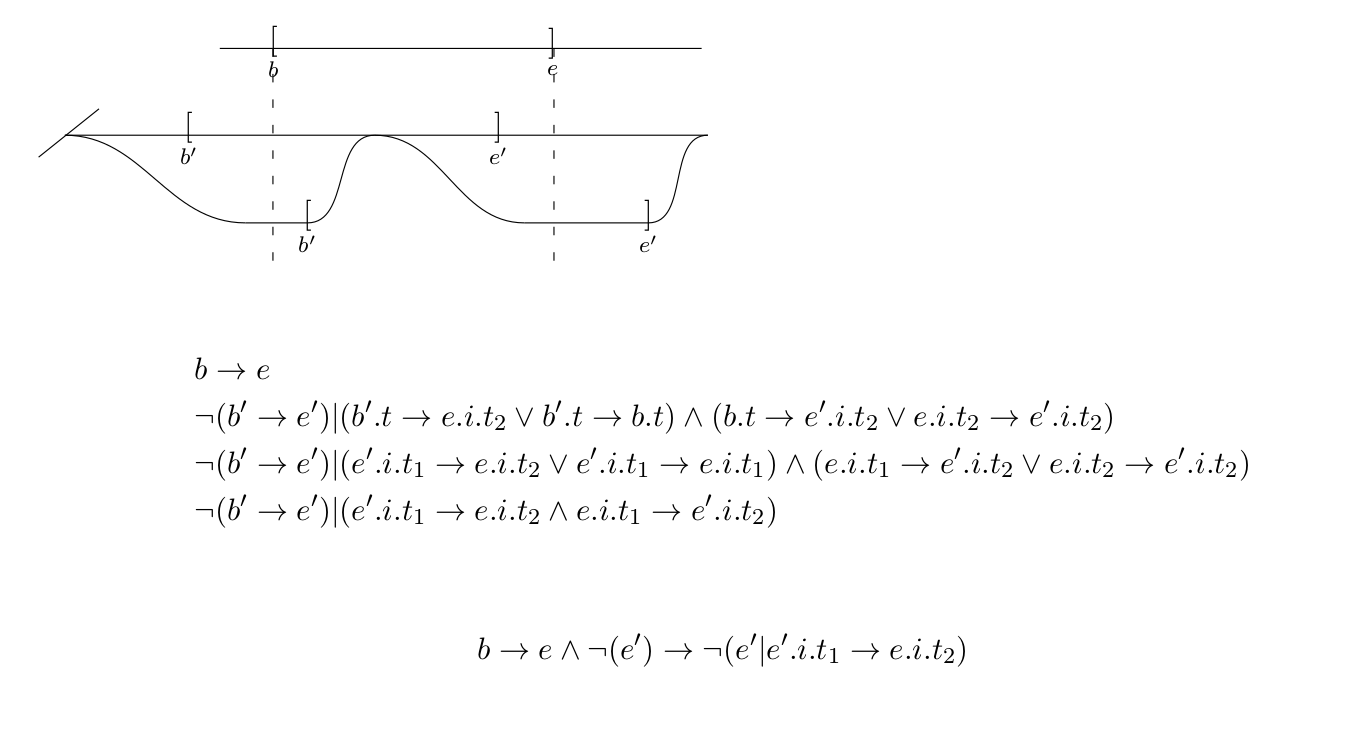 b e
b′ e′
b′ e′
b → e
¬(b′ → e′)|(b′.t → e.i.t₂ ∨ b′.t → b.t) ∧ (b.t → e′.i.t₂ ∨ e.i.t₂ → e′.i.t₂)
¬(b′ → e′)|(e′.i.t₁ → e.i.t₂ ∨ e′.i.t₁ → e.i.t₁) ∧ (e.i.t₁ → e′.i.t₂ ∨ e.i.t₂ → e′.i.t₂)
¬(b′ → e′)|(e′.i.t₁ → e.i.t₂ ∧ e.i.t₁ → e′.i.t₂)
b → e ∧ ¬(e′) → ¬(e′|e′.i.t₁ → e.i.t₂)